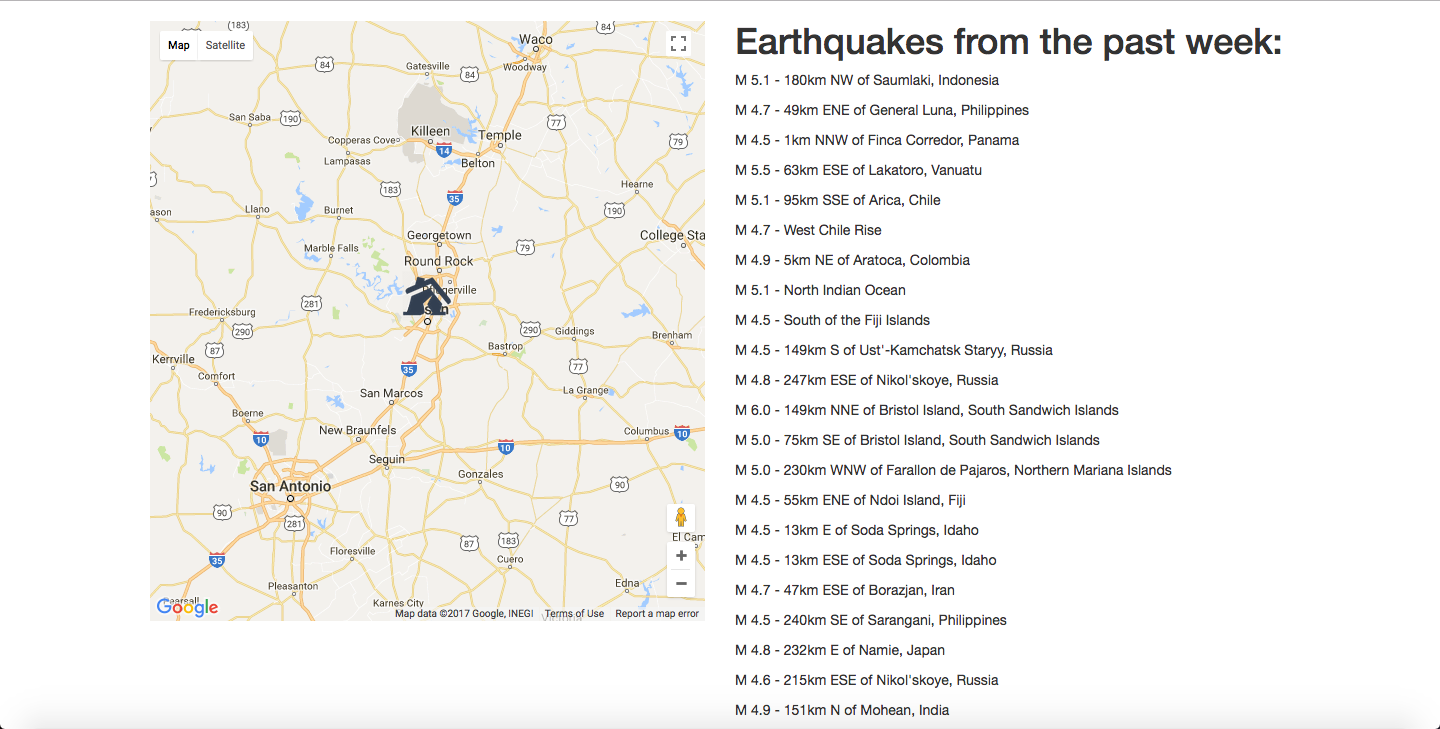 Map
Satellite
183
84
Waco
Woodway
Gatesville
84
84
San Saba
190
77
Killeen
Temple
79
Copperas Cove
14
Lampasas
Belton
183
35
Hearne
Llano
Burnet
190
Georgetown
College Sta
Marble Falls
79
Round Rock
281
Fredericksburg
290
290
Giddings
Brenham
87
Bastrop
Kerrville
35
77
Comfort
San Marcos
La Grange
Boerne
New Braunfels
10
Columbus
10
10
Seguin
Gonzales
San Antonio
90
90
281
77
87
183
El Cam
Floresville
Cuero
35
Pleasanton
Edna
Karnes City
Google
Map data ©2017 Google, INEGI
Terms of Use
Report a map error
Earthquakes from the past week:
M 5.1 - 180km NW of Saumlaki, Indonesia
M 4.7 - 49km ENE of General Luna, Philippines
M 4.5 - 1km NNW of Finca Corredor, Panama
M 5.5 - 63km ESE of Lakatoro, Vanuatu
M 5.1 - 95km SSE of Arica, Chile
M 4.7 - West Chile Rise
M 4.9 - 5km NE of Aratoca, Colombia
M 5.1 - North Indian Ocean
M 4.5 - South of the Fiji Islands
M 4.5 - 149km S of Ust'-Kamchatsk Staryy, Russia
M 4.8 - 247km ESE of Nikol'skoye, Russia
M 6.0 - 149km NNE of Bristol Island, South Sandwich Islands
M 5.0 - 75km SE of Bristol Island, South Sandwich Islands
M 5.0 - 230km WNW of Farallon de Pajaros, Northern Mariana Islands
M 4.5 - 55km ENE of Ndoi Island, Fiji
M 4.5 - 13km E of Soda Springs, Idaho
M 4.5 - 13km ESE of Soda Springs, Idaho
M 4.7 - 47km ESE of Borazjan, Iran
M 4.5 - 240km SE of Sarangani, Philippines
M 4.8 - 232km E of Namie, Japan
M 4.6 - 215km ESE of Nikol'skoye, Russia
M 4.9 - 151km N of Mohean, India